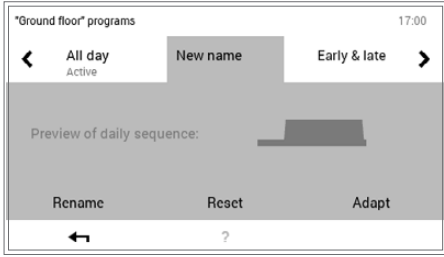 "Ground floor" programs 17:00
All day New name Early & late
Active
Preview of daily sequence:
Rename Reset Adapt
?